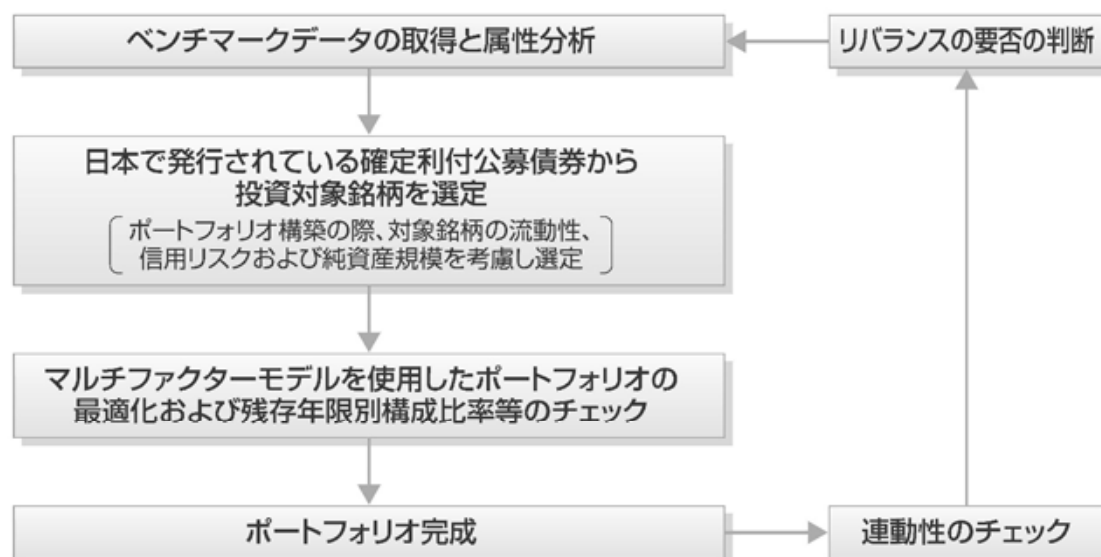 ベンチマークデータの取得と属性分析
リバランスの要否の判断
日本で発行されている確定利付公募債券から
投資対象銘柄を選定
ポートフォリオ構築の際、対象銘柄の流動性、
信用リスクおよび純資産規模を考慮し選定
マルチファクターモデルを使用したポートフォリオの
最適化および残存年限別構成比率等のチェック
ポートフォリオ完成
連動性のチェック